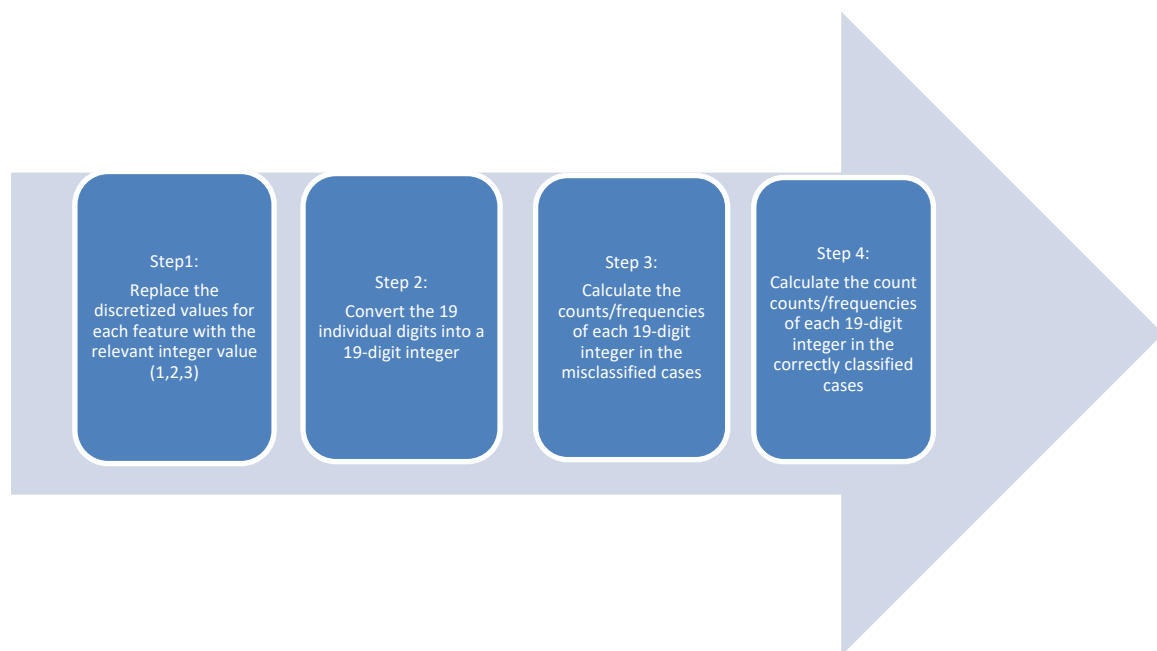 Step1:
Replace the
discretized values for
each feature with the
relevant integer value
(1,2,3)
Step 2:
Convert the 19
individual digits into a
19-digit integer
Step 3:
Calculate the
counts/frequencies
of each 19-digit
integer in the
misclassified cases
Step 4:
Calculate the count
counts/frequencies
of each 19-digit
integer in the
correctly classified
cases